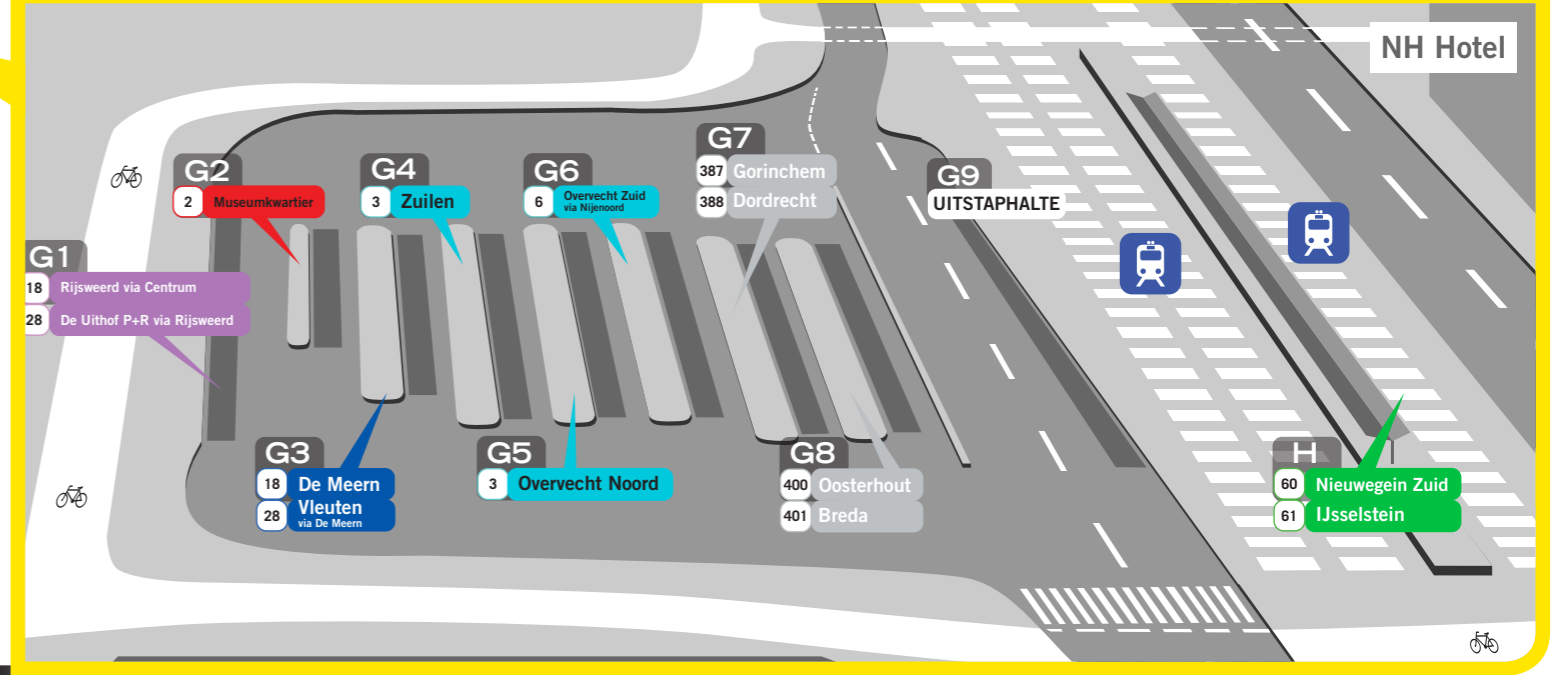 NH Hotel
G1
18 Rijsweerd via Centrum
28 De Uithof P+R via Rijsweerd
G2
2 Museumkwartier
G4
3 Zuilen
G6
6 Overvecht Zuid
via Nijenoord
G7
387 Gorinchem
388 Dordrecht
G9
UITSTAPHALTE
G3
18 De Meern
28 Vleuten
via De Meern
G5
3 Overvecht Noord
G8
400 Oosterhout
401 Breda
H
60 Nieuwegein Zuid
61 IJsselstein